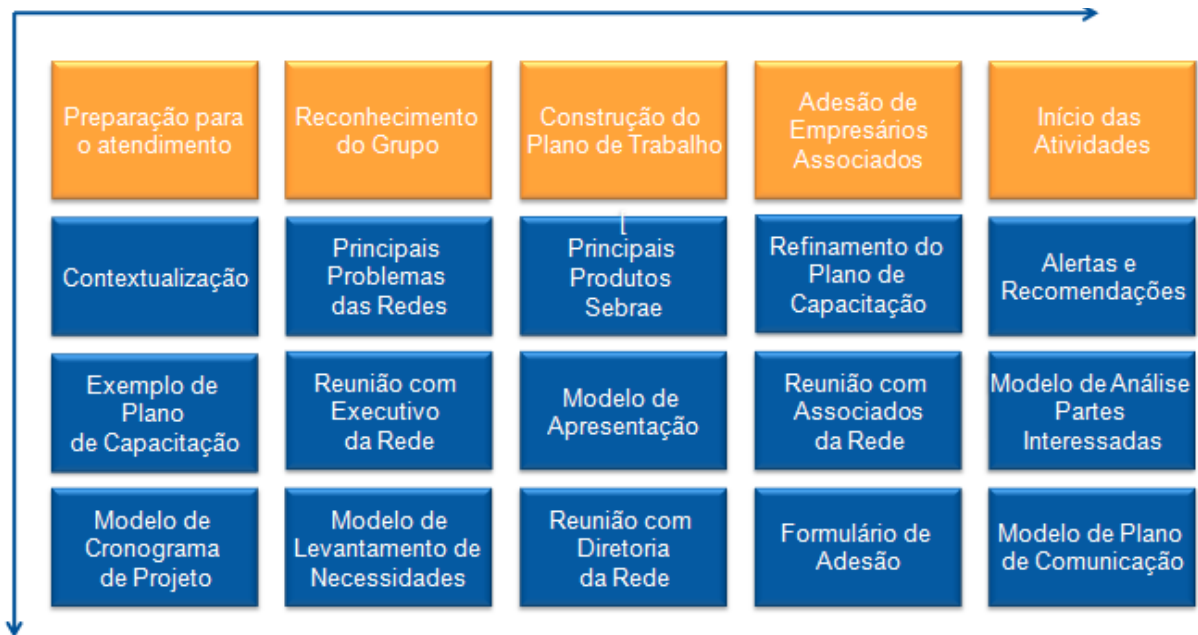 Preparação para
o atendimento
Reconhecimento
do Grupo
Construção do
Plano de Trabalho
Adesão de
Empresários
Associados
Início das
Atividades
Contextualização
Principais
Problemas
das Redes
[
Principais
Produtos
Sebrae
Refinamento do
Plano de
Capacitação
Alertas e
Recomendações
Exemplo de
Plano
de Capacitação
Reunião com
Executivo
da Rede
Modelo de
Apresentação
Reunião com
Associados
da Rede
Modelo de Análise
Partes
Interessadas
Modelo de
Cronograma
de Projeto
Modelo de
Levantamento de
Necessidades
Reunião com
Diretoria
da Rede
Formulário de
Adesão
Modelo de Plano
de Comunicação